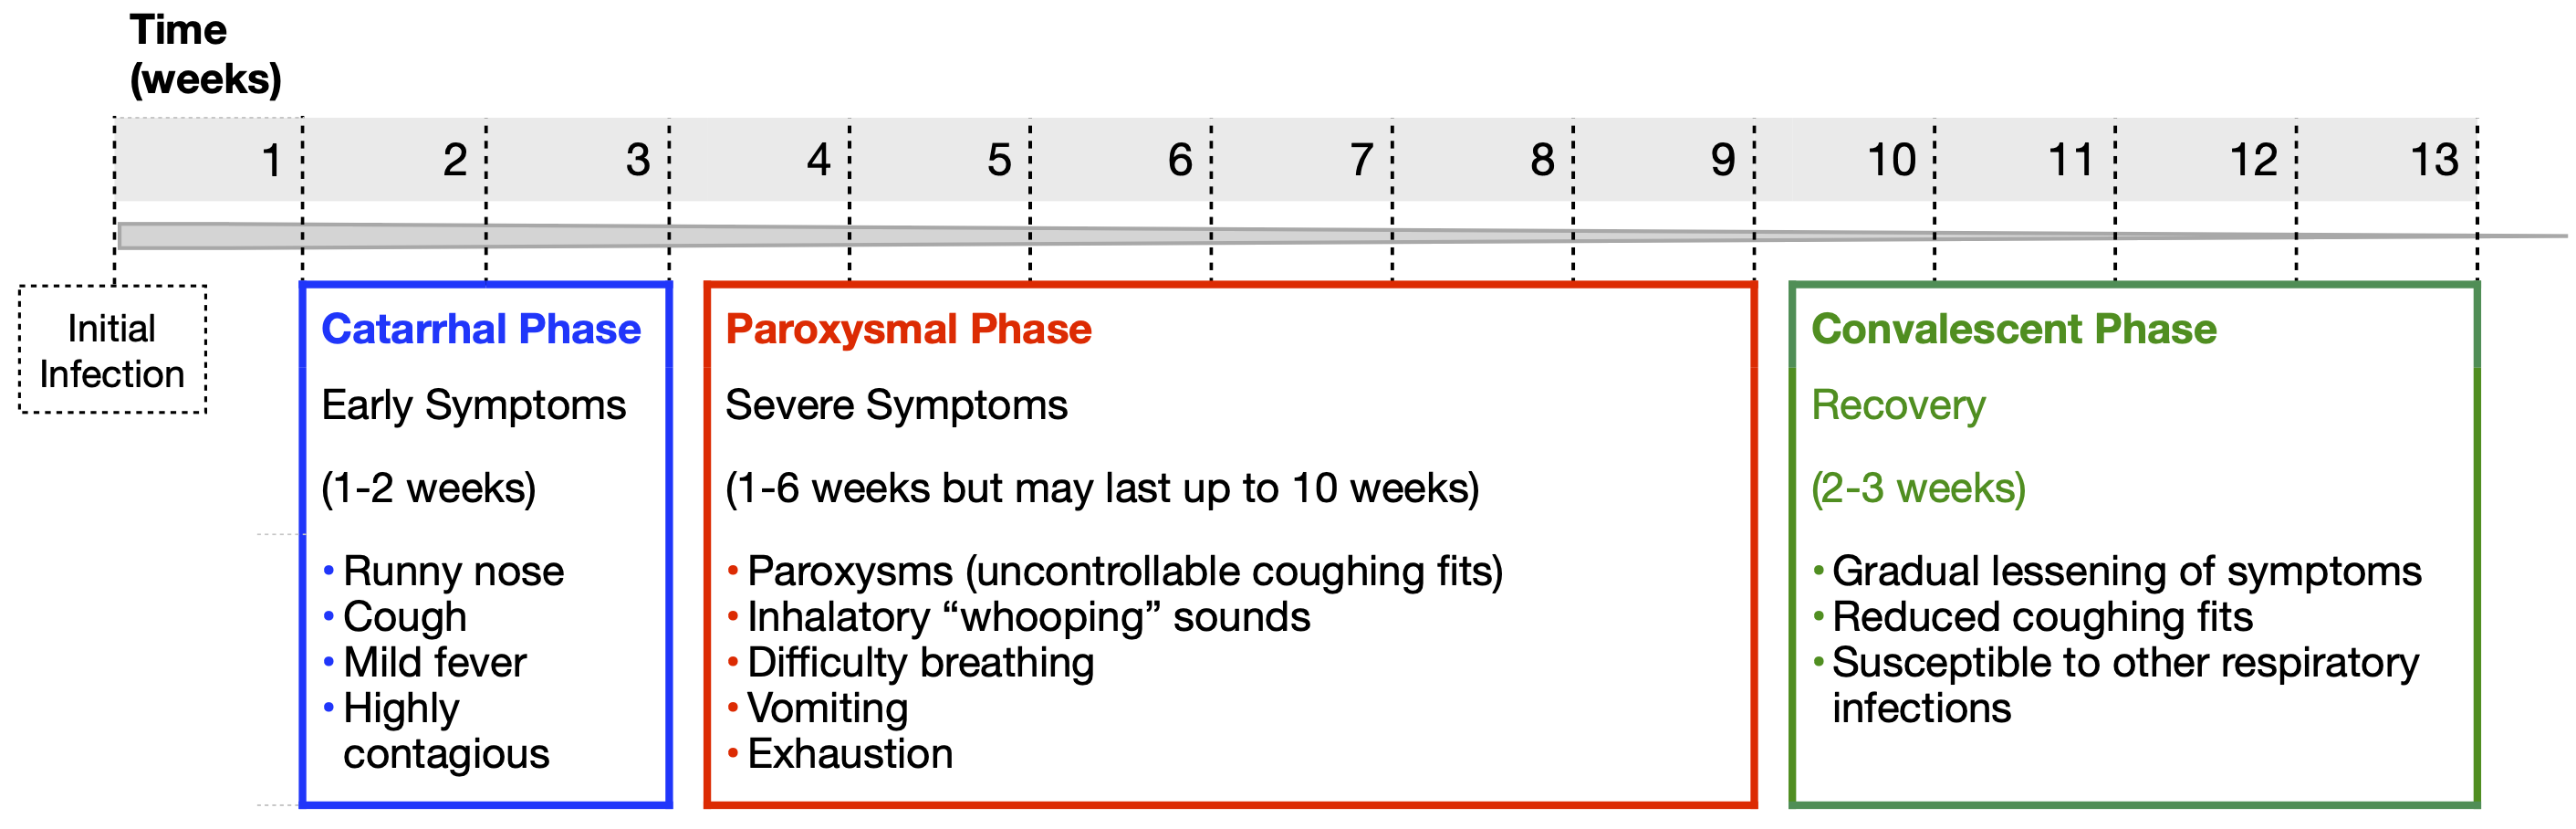 Time
(weeks)
1 2 3 4 5 6 7 8 9 10 11 12 13
Initial
Infection
Catarrhal Phase
Early Symptoms
(1-2 weeks)
• Runny nose
• Cough
• Mild fever
• Highly
contagious
Paroxysmal Phase
Severe Symptoms
(1-6 weeks but may last up to 10 weeks)
• Paroxysms (uncontrollable coughing fits)
• Inhalatory “whooping” sounds
• Difficulty breathing
• Vomiting
• Exhaustion
Convalescent Phase
Recovery
(2-3 weeks)
• Gradual lessening of symptoms
• Reduced coughing fits
• Susceptible to other respiratory
infections